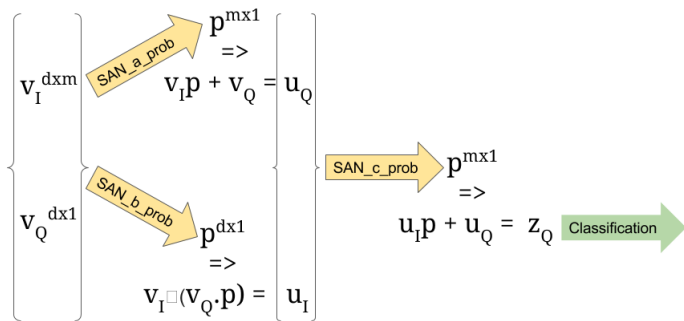 v_I^dxm
v_Q^dx1
SAN_a_prob
p^mx1
=>
v_I p + v_Q = u_Q
SAN_b_prob
p^dx1
=>
v_I□(v_Q.p) = u_I
SAN_c_prob
p^mx1
=>
u_I p + u_Q = z_Q
Classification